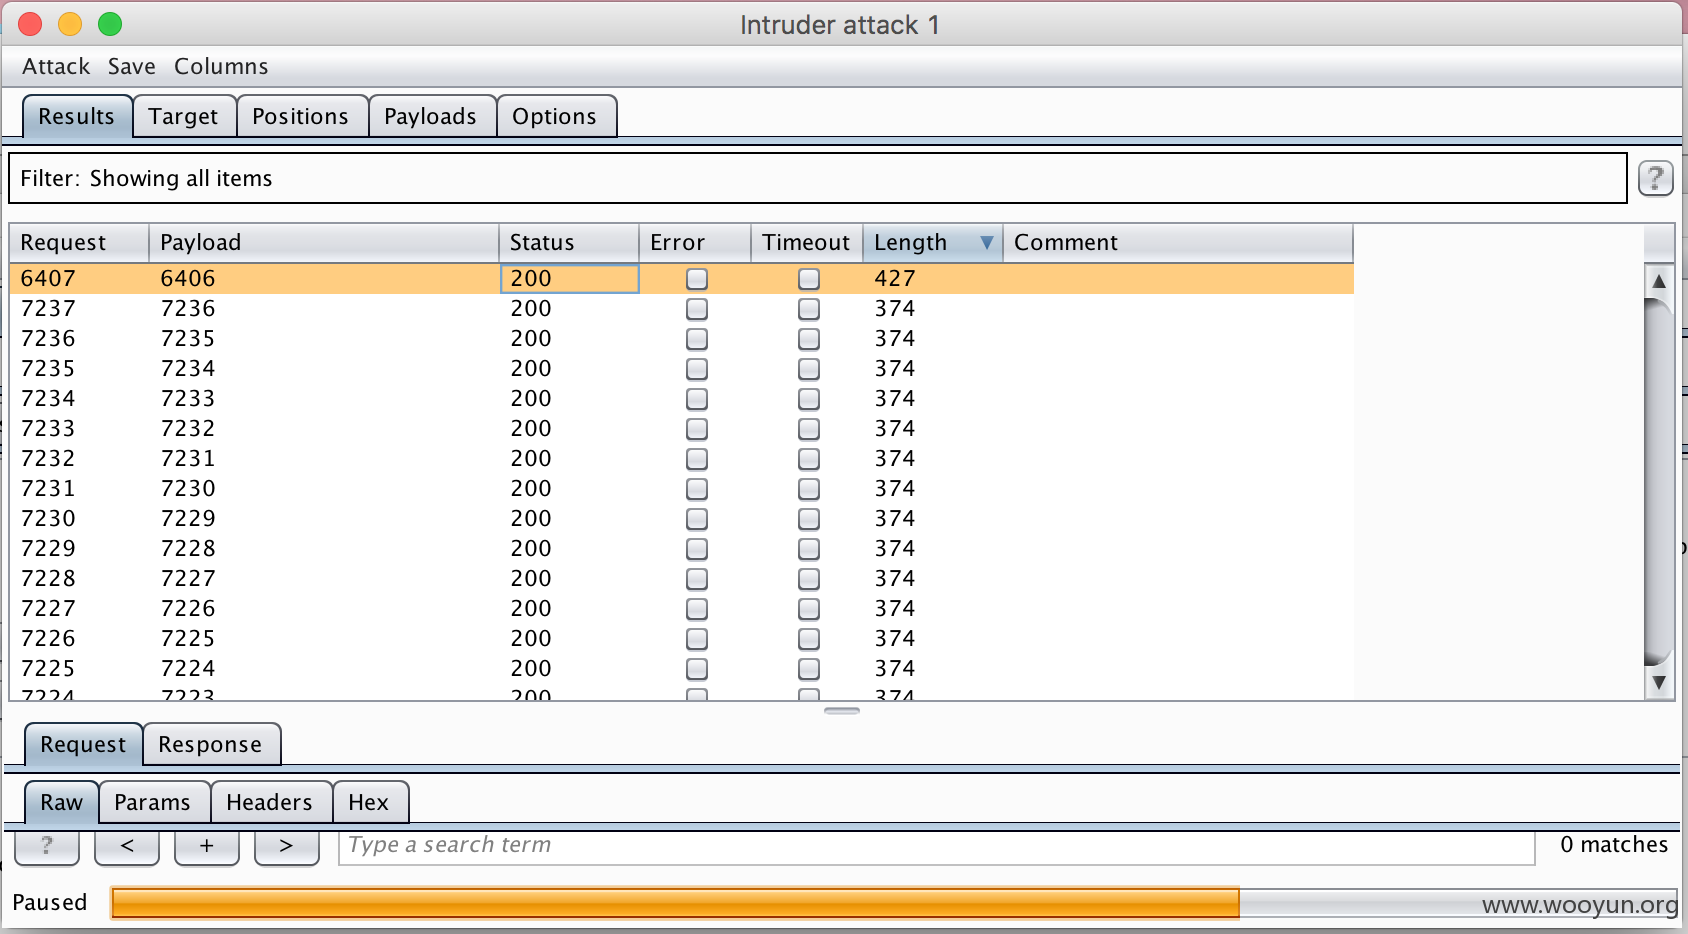 Intruder attack 1
Attack Save Columns
Results Target Positions Payloads Options
Filter: Showing all items ?
Request Payload Status Error Timeout Length Comment
6407 6406 200 427
7237 7236 200 374
7236 7235 200 374
7235 7234 200 374
7234 7233 200 374
7233 7232 200 374
7232 7231 200 374
7231 7230 200 374
7230 7229 200 374
7229 7228 200 374
7228 7227 200 374
7227 7226 200 374
7226 7225 200 374
7225 7224 200 374
7224 7223 200 374
Request Response
Raw Params Headers Hex
? < + > Type a search term 0 matches
Paused www.wooyun.org